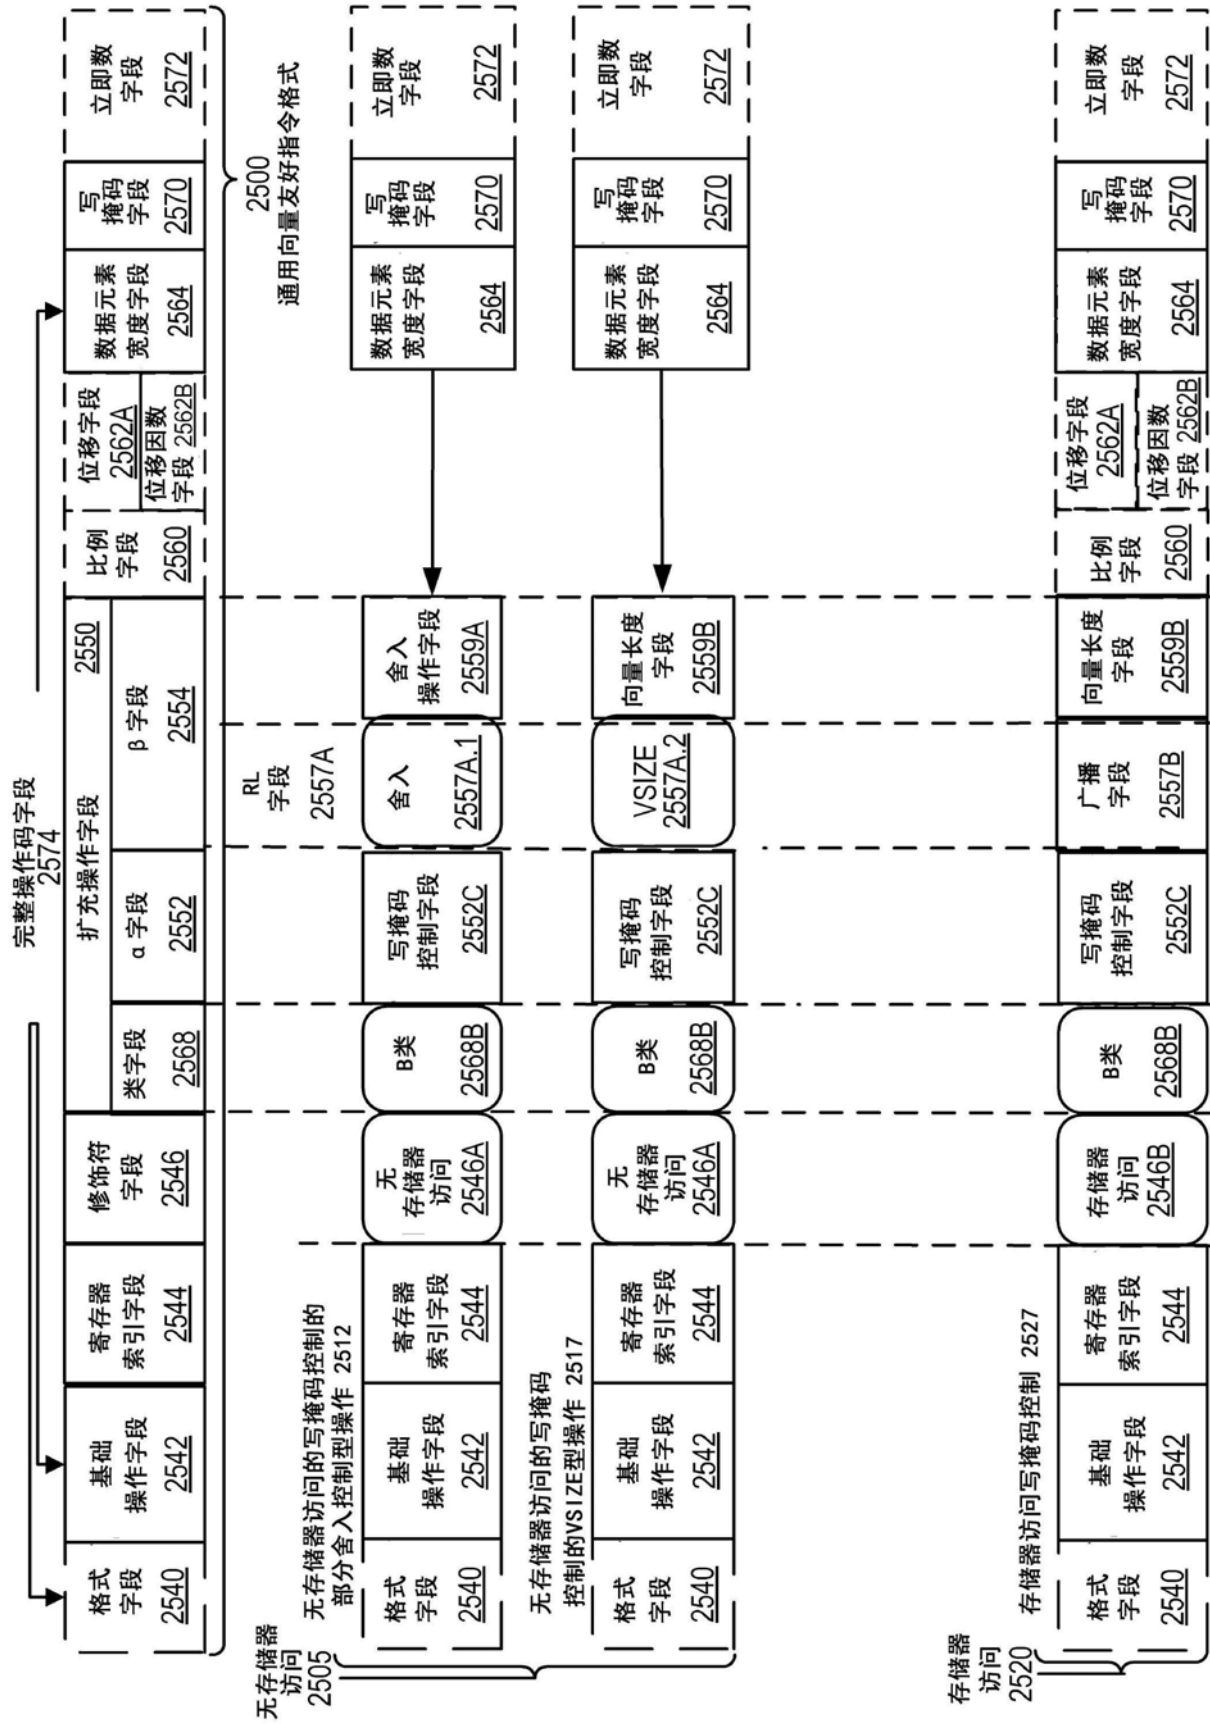 完整操作码字段
2574
格式
字段
2540
基础
操作字段
2542
寄存器
索引字段
2544
修饰符
字段
2546
扩充操作字段
2550
类字段
2568
α字段
2552
β字段
2554
比例
字段
2560
位移字段
2562A
位移因数
字段 2562B
数据元素
宽度字段
2564
写
掩码
字段
2570
立即数
字段
2572
2500
通用向量友好指令格式
RL
字段
2557A
无存储器
访问
2505
无存储器访问的写掩码控制的
部分舍入控制型操作 2512
格式
字段
2540
基础
操作字段
2542
寄存器
索引字段
2544
无
存储器
访问
2546A
B类
2568B
写掩码
控制字段
2552C
舍入
2557A.1
舍入
操作字段
2559A
数据元素
宽度字段
2564
写
掩码
字段
2570
立即数
字段
2572
无存储器访问的写掩码
控制的VSIZE型操作 2517
格式
字段
2540
基础
操作字段
2542
寄存器
索引字段
2544
无
存储器
访问
2546A
B类
2568B
写掩码
控制字段
2552C
VSIZE
2557A.2
向量长度
字段
2559B
数据元素
宽度字段
2564
写
掩码
字段
2570
立即数
字段
2572
存储器
访问
2520
存储器访问写掩码控制 2527
格式
字段
2540
基础
操作字段
2542
寄存器
索引字段
2544
存储器
访问
2546B
B类
2568B
写掩码
控制字段
2552C
广播
字段
2557B
向量长度
字段
2559B
比例
字段
2560
位移字段
2562A
位移因数
字段 2562B
数据元素
宽度字段
2564
写
掩码
字段
2570
立即数
字段
2572